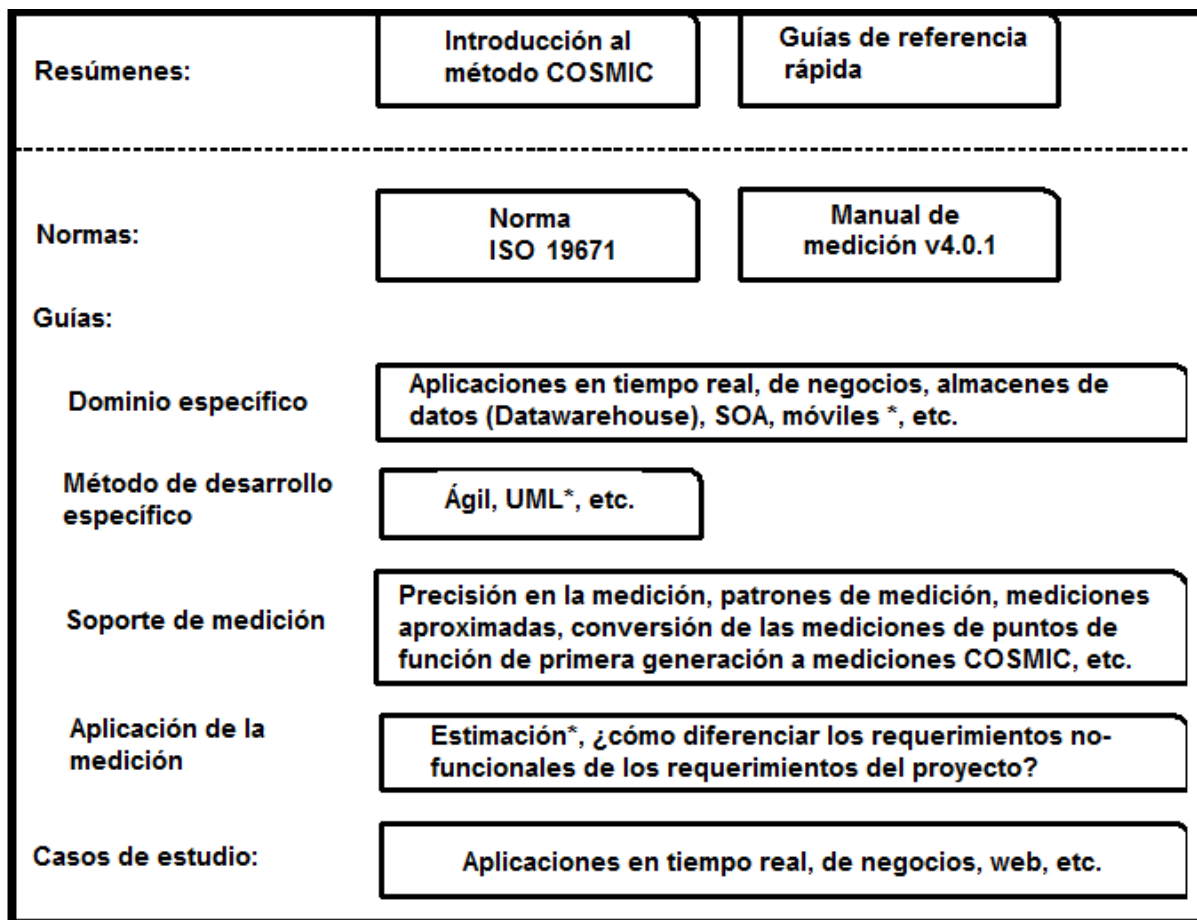 Resúmenes:
Introducción al
método COSMIC
Guías de referencia
rápida
Normas:
Norma
ISO 19671
Manual de
medición v4.0.1
Guías:
Dominio específico
Aplicaciones en tiempo real, de negocios, almacenes de
datos (Datawarehouse), SOA, móviles *, etc.
Método de desarrollo
específico
Ágil, UML*, etc.
Soporte de medición
Precisión en la medición, patrones de medición, mediciones
aproximadas, conversión de las mediciones de puntos de
función de primera generación a mediciones COSMIC, etc.
Aplicación de la
medición
Estimación*, ¿cómo diferenciar los requerimientos no-
funcionales de los requerimientos del proyecto?
Casos de estudio:
Aplicaciones en tiempo real, de negocios, web, etc.